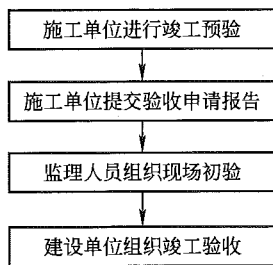 施工单位进行竣工预验
施工单位提交验收申请报告
监理人员组织现场初验
建设单位组织竣工验收